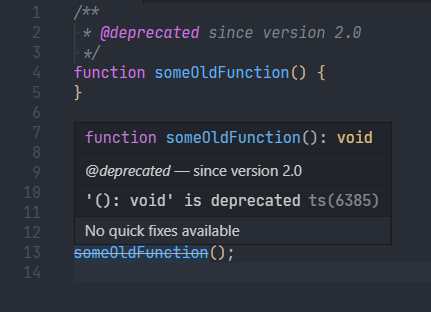 1 /**
2 * @deprecated since version 2.0
3 */
4 function someOldFunction() {
5 }
6
7
function someOldFunction(): void
8
9
@deprecated — since version 2.0
10
'(): void' is deprecated ts(6385)
11
12
No quick fixes available
13 someOldFunction();
14